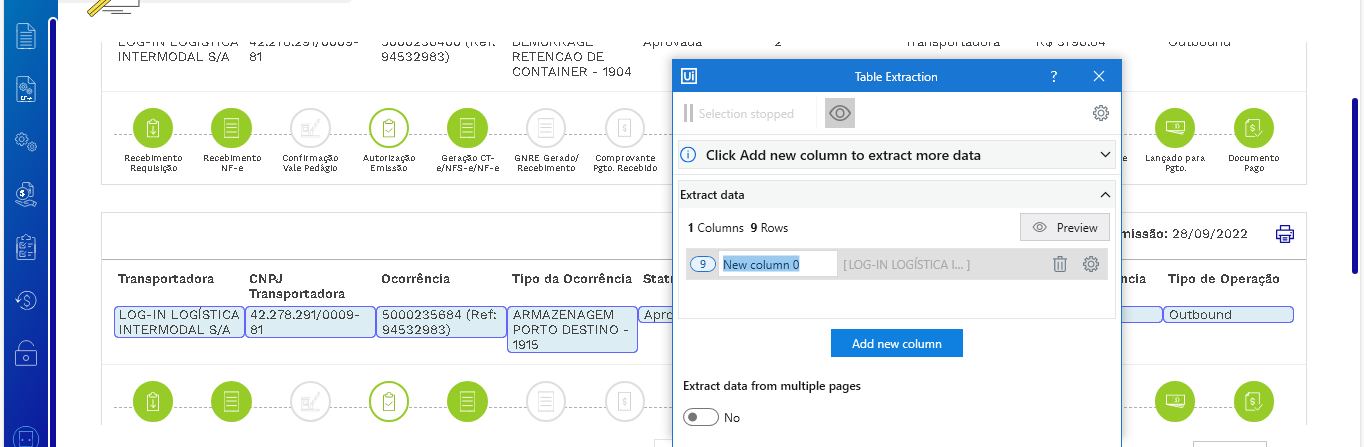 LOG-IN LOGÍSTICA 42.278.291/0009- 5000236400 (Ref: DEMURRAGE Aprovada 2 Transportadora R$ 3190.04 Outbound
INTERMODAL S/A 81 94532983) RETENCAO DE
CONTAINER - 1904
Ui Table Extraction ?
Selection stopped
Recebimento Recebimento Confirmação Autorização Geração CT- GNRE Gerado/ Comprovante
Requisição NF-e Vale Pedágio Emissão e/NFS-e/NF-e Recebimento Pgto. Recebido
Lançado para Documento
Pgto. Pago
Click Add new column to extract more data
Extract data
1 Columns 9 Rows
Preview
missão: 28/09/2022
9 New column 0 [ LOG-IN LOGÍSTICA I... ]
Transportadora CNPJ Ocorrência Tipo da Ocorrência Stat
Transportadora
ncia Tipo de Operação
LOG-IN LOGÍSTICA 42.278.291/0009- 5000235684 (Ref: ARMAZENAGEM Apro
INTERMODAL S/A 81 94532983) PORTO DESTINO -
1915
Outbound
Add new column
Extract data from multiple pages
No